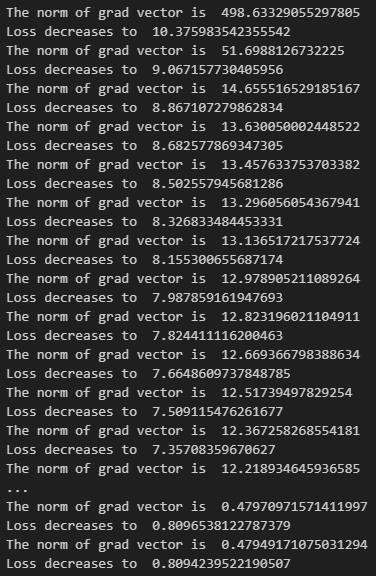 The norm of grad vector is  498.63329055297805
Loss decreases to  10.375983542355542
The norm of grad vector is  51.6988126732225
Loss decreases to  9.067157730405956
The norm of grad vector is  14.655516529185167
Loss decreases to  8.867107279862834
The norm of grad vector is  13.630050002448522
Loss decreases to  8.682577869347305
The norm of grad vector is  13.457633753703382
Loss decreases to  8.502557945681286
The norm of grad vector is  13.296056054367941
Loss decreases to  8.326833484453331
The norm of grad vector is  13.136517217537724
Loss decreases to  8.155300655687174
The norm of grad vector is  12.978905211089264
Loss decreases to  7.987859161947693
The norm of grad vector is  12.823196021104911
Loss decreases to  7.824411116200463
The norm of grad vector is  12.669366798388634
Loss decreases to  7.6648609737848785
The norm of grad vector is  12.51739497829254
Loss decreases to  7.509115476261677
The norm of grad vector is  12.367258268554181
Loss decreases to  7.35708359670627
The norm of grad vector is  12.218934645936585
...
The norm of grad vector is  0.47970971571411997
Loss decreases to  0.8096538122787379
The norm of grad vector is  0.47949171075031294
Loss decreases to  0.8094239522190507